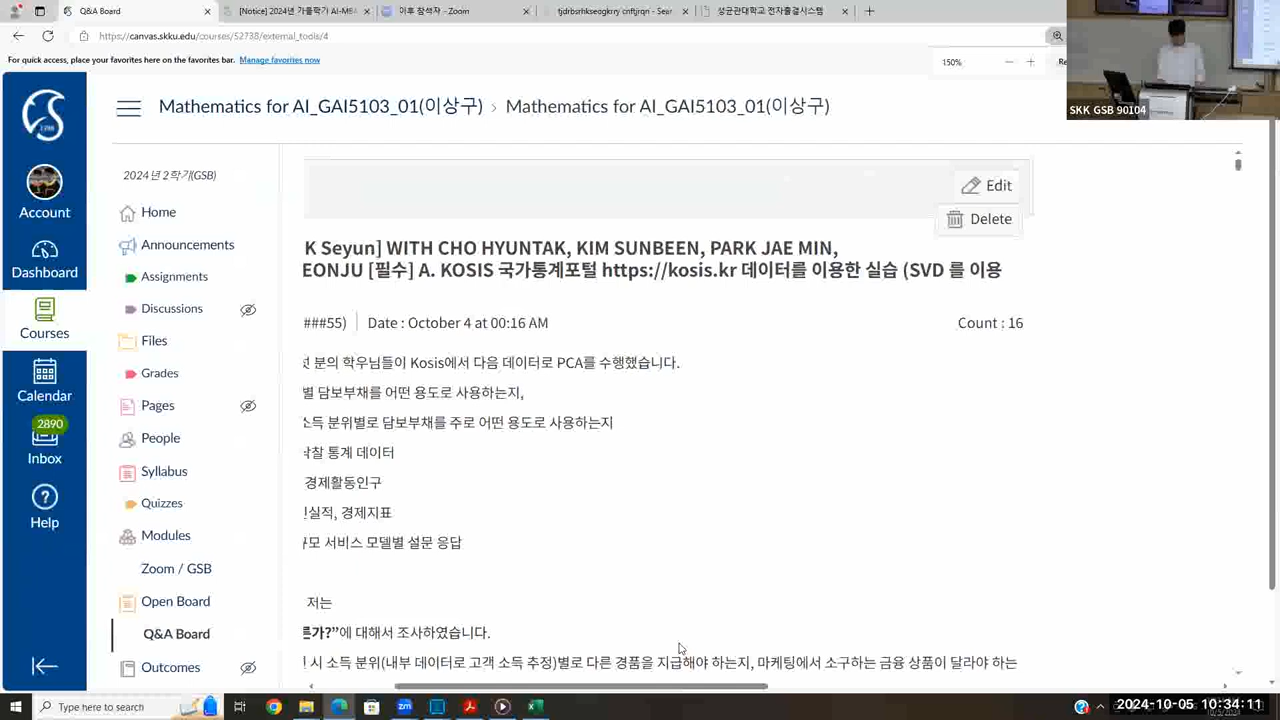 Q&A Board
[Notice] 2024년 가을학기 AI-MBA
이후 참석자 - Zoom
tjdrbsrhkseogkrry cnftjrqn - Sear
성균관대학교 전자출결시스템
https://canvas.skku.edu/courses/52738/external_tools/4
For quick access, place your favorites here on the favorites bar. Manage favorites now
150%
SKK GSB 90104
Mathematics for AI_GAI5103_01(이상구) > Mathematics for AI_GAI5103_01(이상구)
1398
Account
Dashboard
Courses
Calendar
2890
Inbox
Help
2024년 2학기(GSB)
Home
Announcements
Assignments
Discussions
Files
Grades
Pages
People
Syllabus
Quizzes
Modules
Zoom / GSB
Open Board
Q&A Board
Outcomes
Edit
Delete
K Seyun] WITH CHO HYUNTAK, KIM SUNBEEN, PARK JAE MIN,
EONJU [필수] A. KOSIS 국가통계포털 https://kosis.kr 데이터를 이용한 실습 (SVD 를 이용
###55) Date : October 4 at 00:16 AM
Count : 16
분의 학우님들이 Kosis에서 다음 데이터로 PCA를 수행했습니다.
별 담보부채를 어떤 용도로 사용하는지,
소득 분위별로 담보부채를 주로 어떤 용도로 사용하는지
통계 데이터
경제활동인구
실적, 경제지표
모 서비스 모델별 설문 응답
저는
른가?”에 대해서 조사하였습니다.
시 소득 분위(내부 데이터로 고객 소득 추정)별로 다른 경품을 지급해야 하는지, 마케팅에서 소구하는 금융 상품이 달라야 하는
Type here to search
2024-10-05 10:34:11